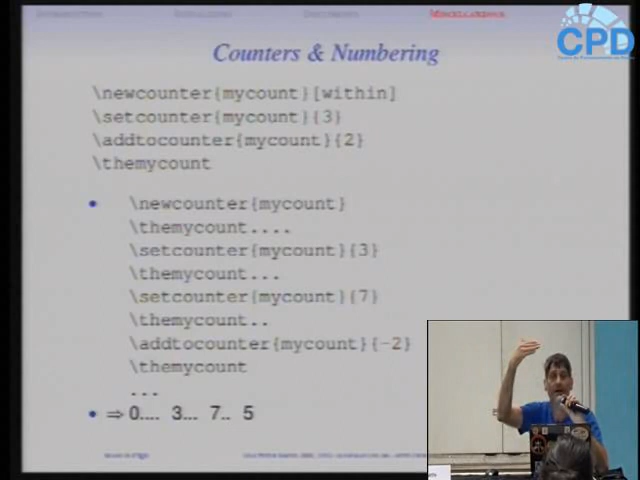 Miscellaneous
CPD
Counters & Numbering
\newcounter{mycount}[within]
\setcounter{mycount}{3}
\addtocounter{mycount}{2}
\themycount
• \newcounter{mycount}
\themycount....
\setcounter{mycount}{3}
\themycount...
\setcounter{mycount}{7}
\themycount..
\addtocounter{mycount}{-2}
\themycount
...
• ⇒ 0.... 3... 7.. 5